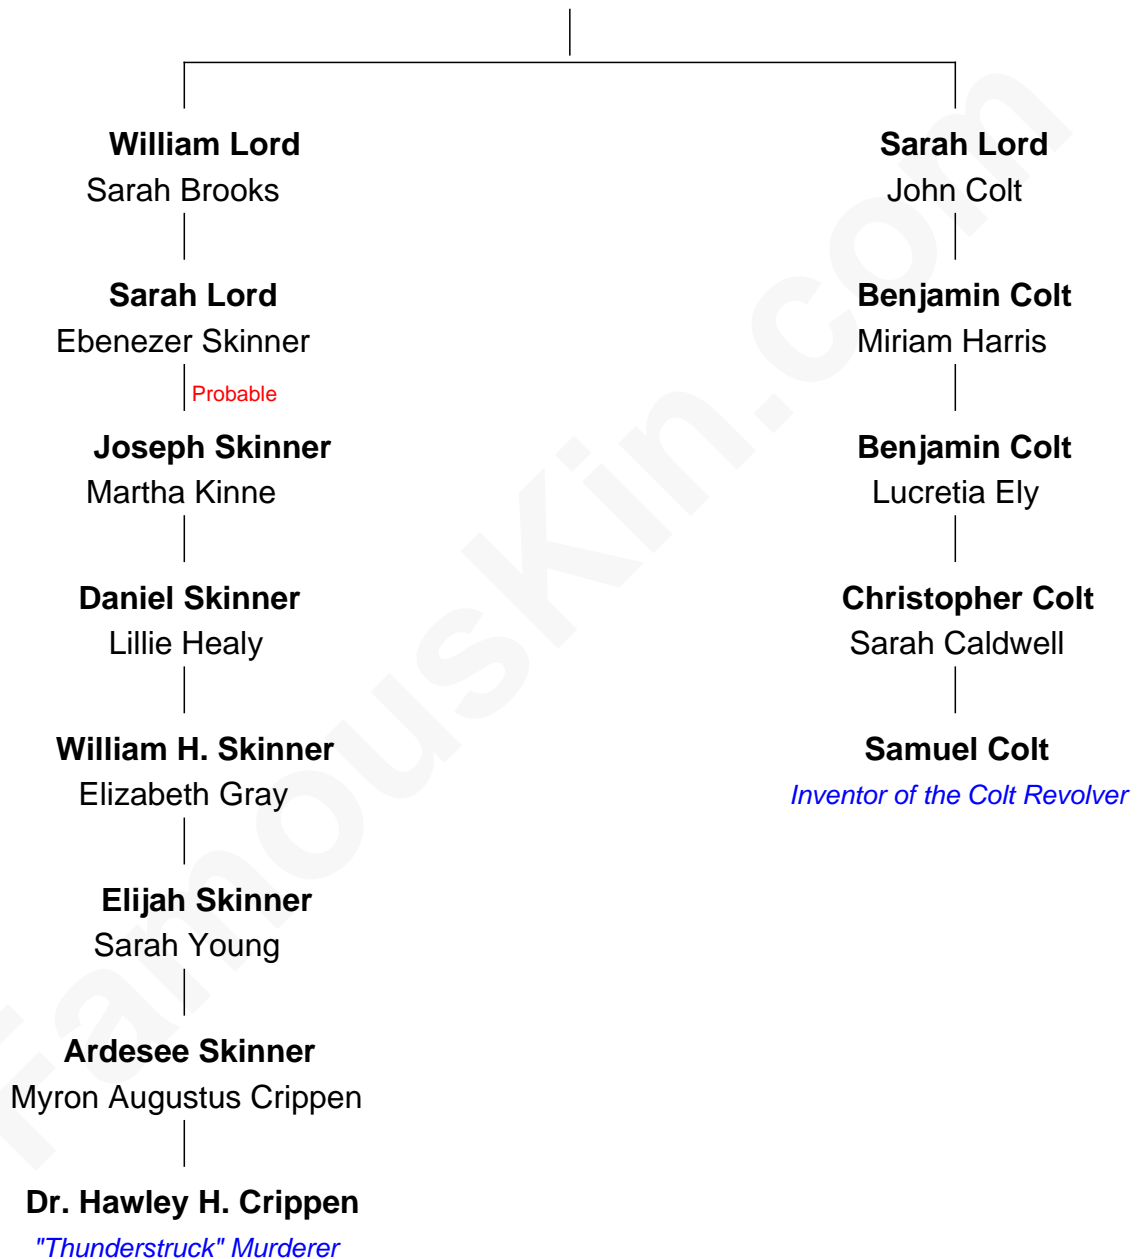 William Lord
Sarah Brooks
Sarah Lord
Ebenezer Skinner
Probable
Joseph Skinner
Martha Kinne
Daniel Skinner
Lillie Healy
William H. Skinner
Elizabeth Gray
Elijah Skinner
Sarah Young
Ardesee Skinner
Myron Augustus Crippen
Dr. Hawley H. Crippen
"Thunderstruck" Murderer
Sarah Lord
John Colt
Benjamin Colt
Miriam Harris
Benjamin Colt
Lucretia Ely
Christopher Colt
Sarah Caldwell
Samuel Colt
Inventor of the Colt Revolver
FamousKin.com